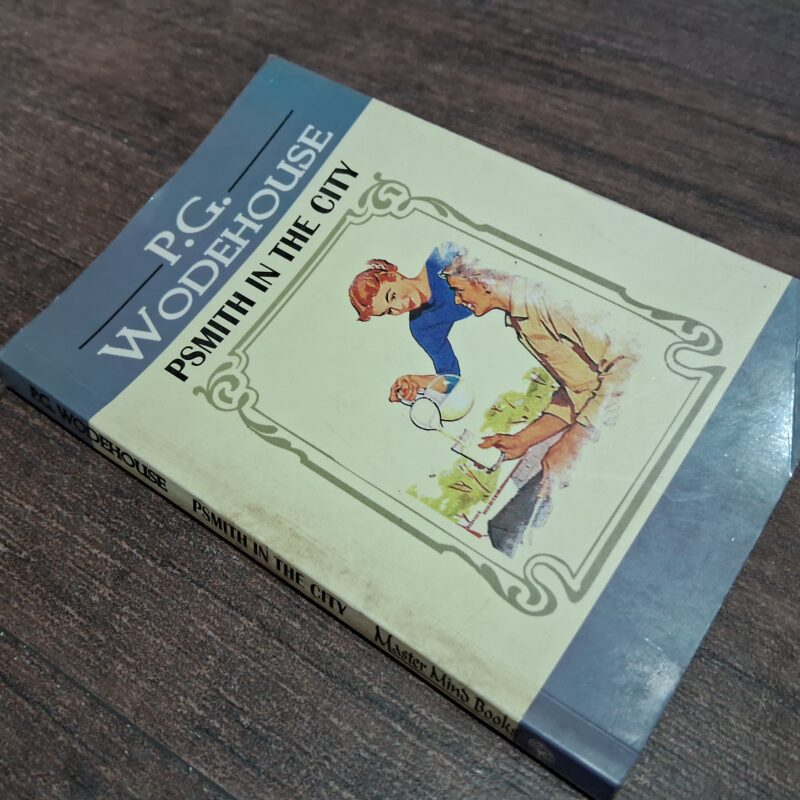 P.G.
WODEHOUSE
PSMITH IN THE CITY
P.G. WODEHOUSE PSMITH IN THE CITY Master Mind Books